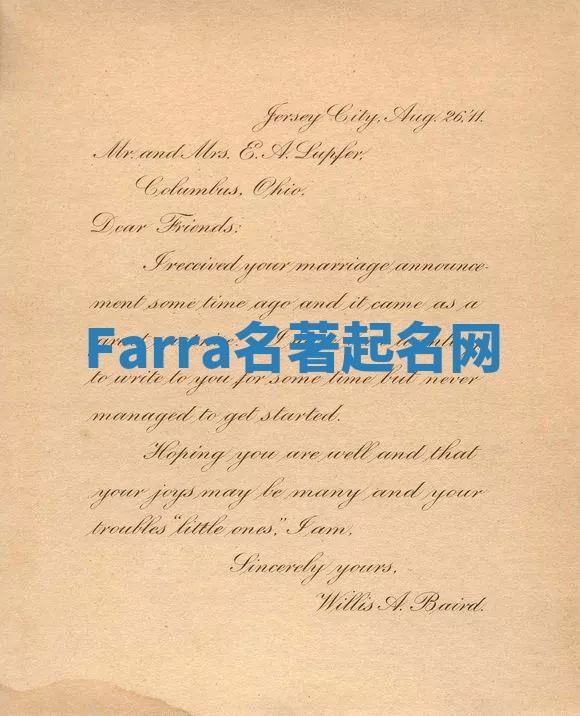 Jersey City, Aug. 26, '11.
Mr. and Mrs. E. A. Lupfer,
Columbus, Ohio.
Dear Friends:
I received your marriage announce-
ment some time ago and it came as a
Farra名著起名网
to write to you for some time but never
managed to get started.
Hoping you are well and that
your joys may be many and your
troubles "little ones," I am,
Sincerely yours,
Willis A. Baird.